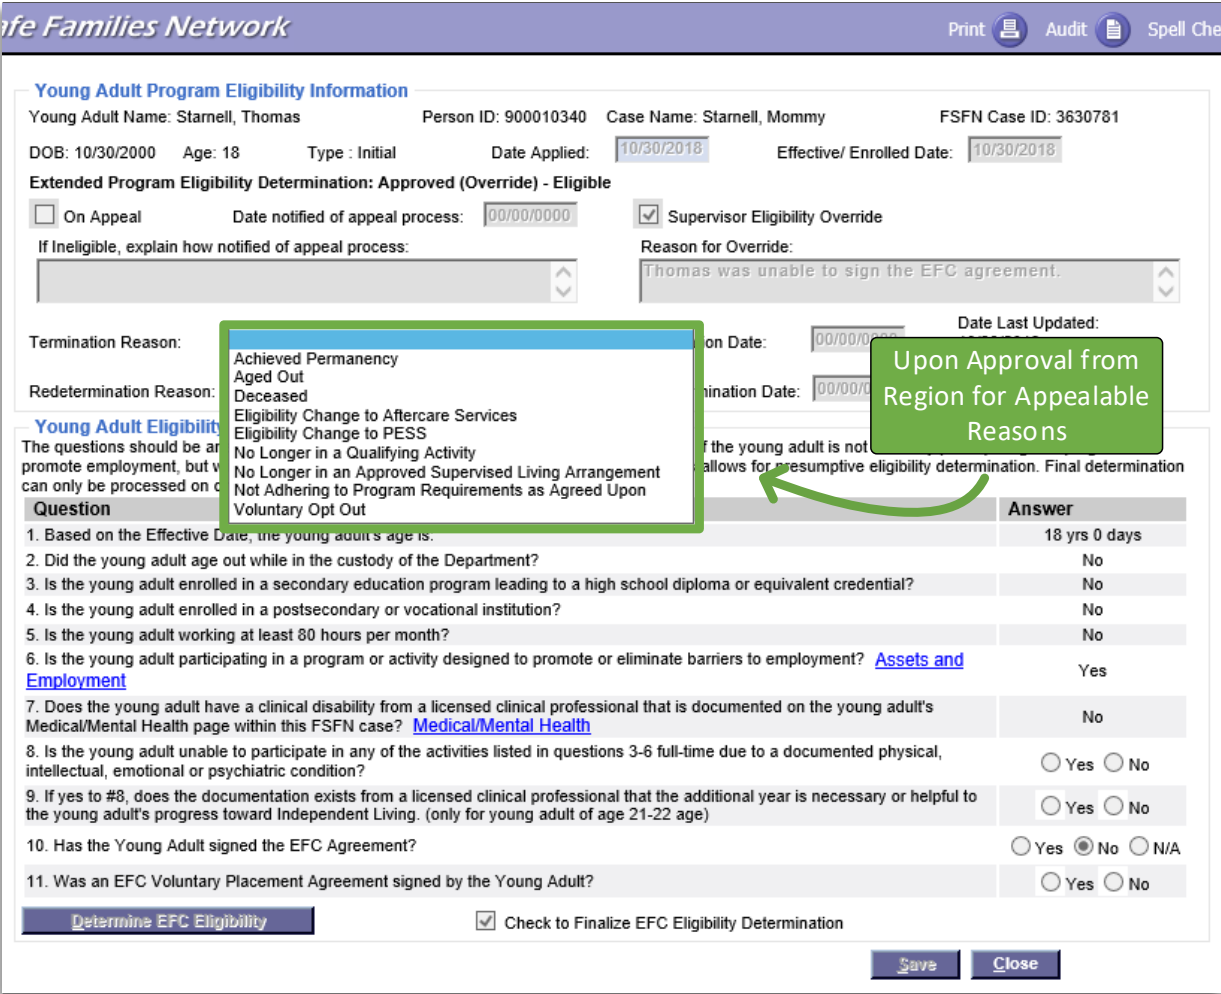 fe Families Network
Print Audit Spell Che
Young Adult Program Eligibility Information
Young Adult Name: Starnell, Thomas Person ID: 900010340 Case Name: Starnell, Mommy FSFN Case ID: 3630781
DOB: 10/30/2000 Age: 18 Type : Initial Date Applied: 10/30/2018 Effective/ Enrolled Date: 10/30/2018
Extended Program Eligibility Determination: Approved (Override) - Eligible
On Appeal Date notified of appeal process: 00/00/0000 Supervisor Eligibility Override
If Ineligible, explain how notified of appeal process: Reason for Override:
Thomas was unable to sign the EFC agreement.
Date Last Updated:
Termination Reason: on Date: 00/00/0000
Redetermination Reason: mination Date: 00/00/0
Achieved Permanency
Aged Out
Deceased
Eligibility Change to Aftercare Services
Eligibility Change to PESS
No Longer in a Qualifying Activity
No Longer in an Approved Supervised Living Arrangement
Not Adhering to Program Requirements as Agreed Upon
Voluntary Opt Out
Upon Approval from
Region for Appealable
Reasons
Young Adult Eligibility
The questions should be an f the young adult is not
promote employment, but w allows for presumptive eligibility determination. Final determination
can only be processed on
Question Answer
1. Based on the Effective Date, the young adult's age is: 18 yrs 0 days
2. Did the young adult age out while in the custody of the Department? No
3. Is the young adult enrolled in a secondary education program leading to a high school diploma or equivalent credential? No
4. Is the young adult enrolled in a postsecondary or vocational institution? No
5. Is the young adult working at least 80 hours per month? No
6. Is the young adult participating in a program or activity designed to promote or eliminate barriers to employment? Assets and
Employment Yes
7. Does the young adult have a clinical disability from a licensed clinical professional that is documented on the young adult's
Medical/Mental Health page within this FSFN case? Medical/Mental Health No
8. Is the young adult unable to participate in any of the activities listed in questions 3-6 full-time due to a documented physical,
intellectual, emotional or psychiatric condition? Yes No
9. If yes to #8, does the documentation exists from a licensed clinical professional that the additional year is necessary or helpful to
the young adult's progress toward Independent Living. (only for young adult of age 21-22 age) Yes No
10. Has the Young Adult signed the EFC Agreement? Yes No N/A
11. Was an EFC Voluntary Placement Agreement signed by the Young Adult? Yes No
Determine EFC Eligibility Check to Finalize EFC Eligibility Determination
Save Close